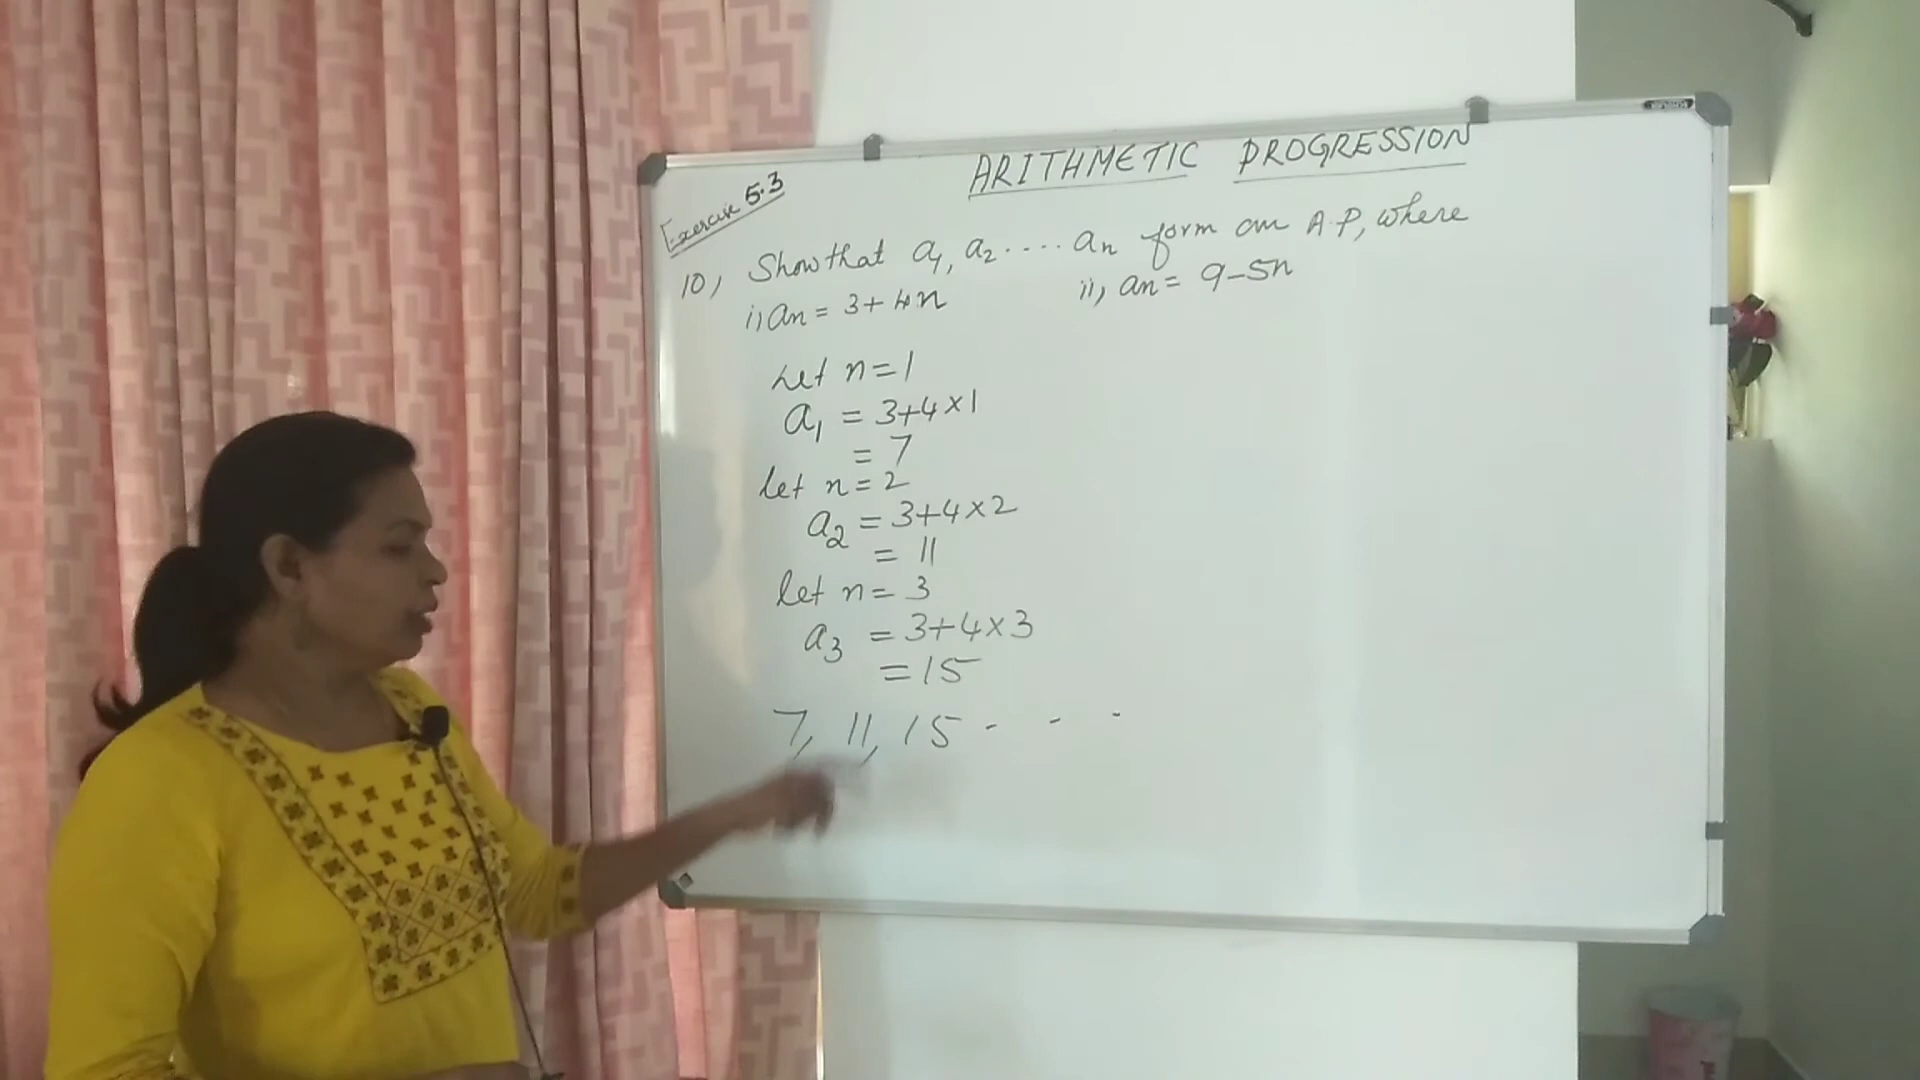 ARITHMETIC PROGRESSION
Exercise 5.3
10, Show that a1, a2 .... an form an A.P, where
i, an = 3+4n ii, an = 9-5n
Let n=1
a1 = 3+4×1
= 7
let n=2
a2 = 3+4×2
= 11
let n=3
a3 = 3+4×3
=15
7, 11, 15 - - -